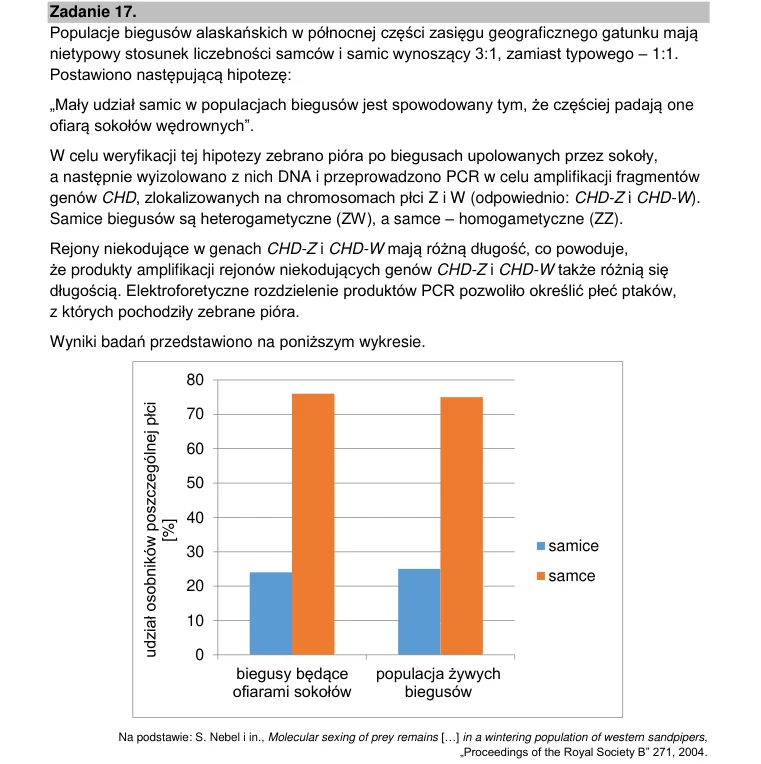 Zadanie 17.
Populacje biegusów alaskańskich w północnej części zasięgu geograficznego gatunku mają
nietypowy stosunek liczebności samców i samic wynoszący 3:1, zamiast typowego – 1:1.
Postawiono następującą hipotezę:
„Mały udział samic w populacjach biegusów jest spowodowany tym, że częściej padają one
ofiarą sokołów wędrownych”.
W celu weryfikacji tej hipotezy zebrano pióra po biegusach upolowanych przez sokoły,
a następnie wyizolowano z nich DNA i przeprowadzono PCR w celu amplifikacji fragmentów
genów CHD, zlokalizowanych na chromosomach płci Z i W (odpowiednio: CHD-Z i CHD-W).
Samice biegusów są heterogametyczne (ZW), a samce – homogametyczne (ZZ).
Rejony niekodujące w genach CHD-Z i CHD-W mają różną długość, co powoduje,
że produkty amplifikacji rejonów niekodujących genów CHD-Z i CHD-W także różnią się
długością. Elektroforetyczne rozdzielenie produktów PCR pozwoliło określić płeć ptaków,
z których pochodziły zebrane pióra.
Wyniki badań przedstawiono na poniższym wykresie.
udział osobników poszczególnej płci
[%]
80
70
60
50
40
30
20
10
0
samice
samce
biegusy będące
ofiarami sokołów
populacja żywych
biegusów
Na podstawie: S. Nebel i in., Molecular sexing of prey remains […] in a wintering population of western sandpipers,
„Proceedings of the Royal Society B” 271, 2004.